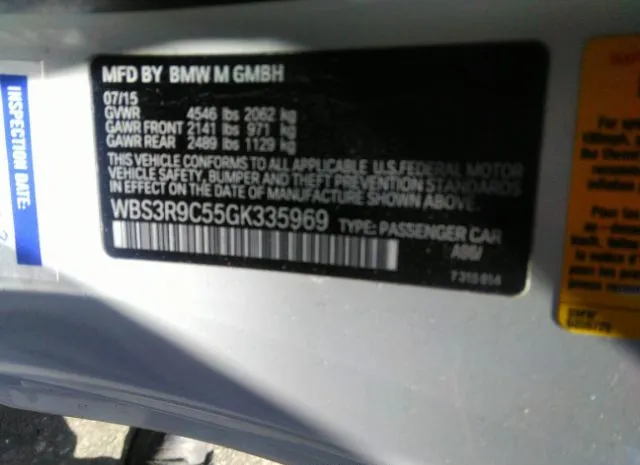 MFD BY BMW M GMBH
07/15
GVWR 4546 lbs 2062 kg
GAWR FRONT 2141 lbs 971 kg
GAWR REAR 2489 lbs 1129 kg
THIS VEHICLE CONFORMS TO ALL APPLICABLE U.S. FEDERAL MOTOR
VEHICLE SAFETY, BUMPER AND THEFT PREVENTION STANDARDS
IN EFFECT ON THE DATE OF MANUFACTURE SHOWN ABOVE.
WBS3R9C55GK335969 TYPE: PASSENGER CAR
INSPECTION DATE: